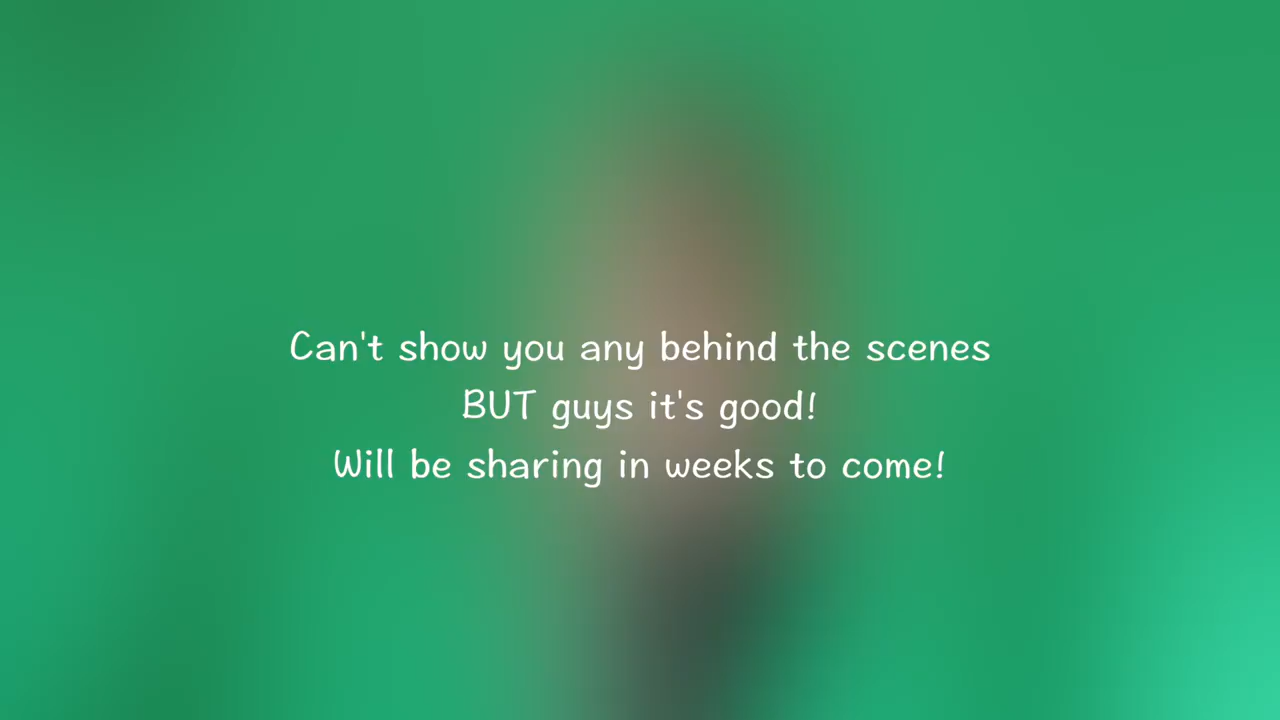 Can't show you any behind the scenes
BUT guys it's good!
Will be sharing in weeks to come!